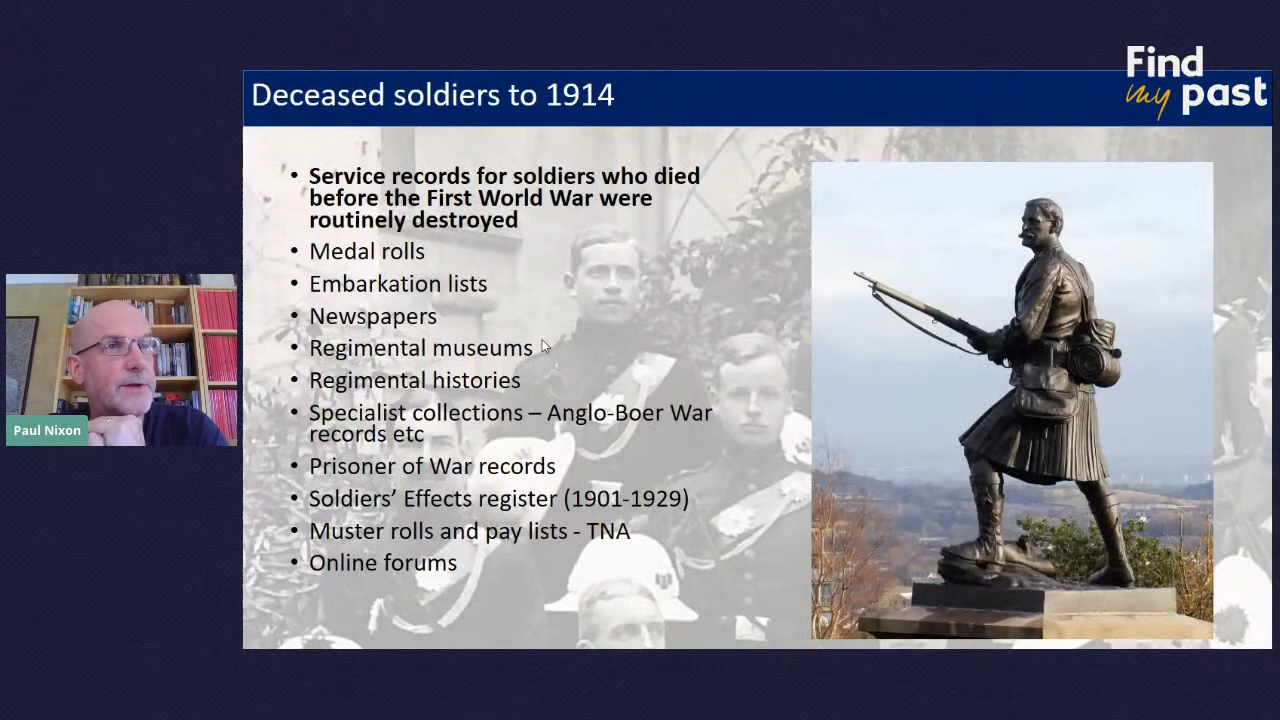 Find
my past
Deceased soldiers to 1914
• Service records for soldiers who died
before the First World War were
routinely destroyed
• Medal rolls
• Embarkation lists
• Newspapers
• Regimental museums
• Regimental histories
• Specialist collections – Anglo-Boer War
records etc
• Prisoner of War records
• Soldiers’ Effects register (1901-1929)
• Muster rolls and pay lists - TNA
• Online forums
Paul Nixon